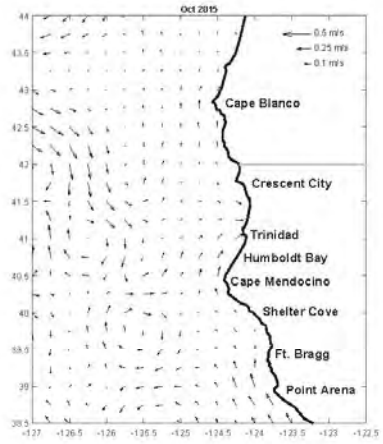 Oct 2015
44
0.5 m/s
0.25 m/s
43.5
0.1 m/s
43
Cape Blanco
42.5
42
Crescent City
41.5
41
Trinidad
Humboldt Bay
40.5
Cape Mendocino
40
Shelter Cove
39.5
Ft. Bragg
39
Point Arena
38.5
-127 -126.5 -126 -125.5 -125 -124.5 -124 -123.5 -123 -122.5